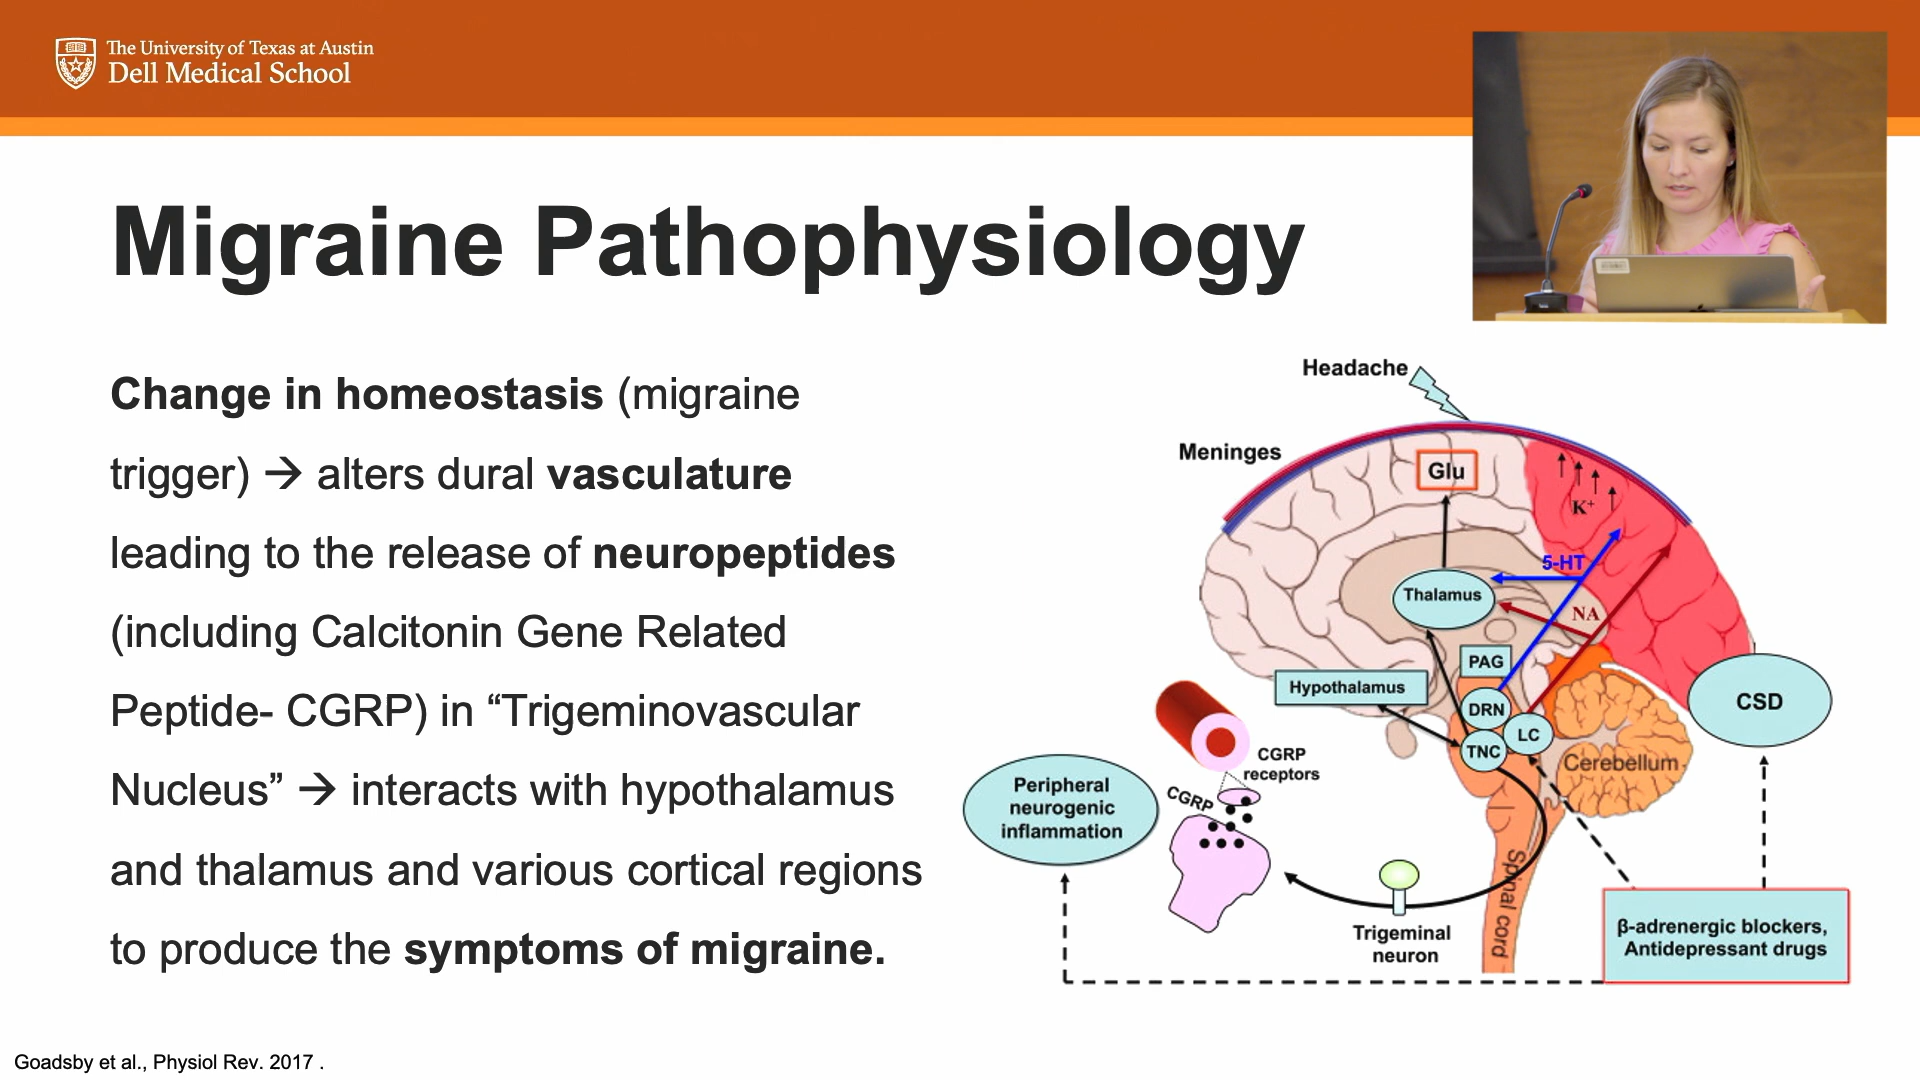 The University of Texas at Austin
Dell Medical School
Migraine Pathophysiology
Change in homeostasis (migraine
trigger) → alters dural vasculature
leading to the release of neuropeptides
(including Calcitonin Gene Related
Peptide- CGRP) in “Trigeminovascular
Nucleus” → interacts with hypothalamus
and thalamus and various cortical regions
to produce the symptoms of migraine.
Headache
Meninges
Glu
K⁺
5-HT
Thalamus
NA
PAG
Hypothalamus
DRN
CSD
LC
TNC
CGRP
receptors
Cerebellum
Peripheral
neurogenic
inflammation
CGRP
Spinal cord
Trigeminal
neuron
β-adrenergic blockers,
Antidepressant drugs
Goadsby et al., Physiol Rev. 2017 .